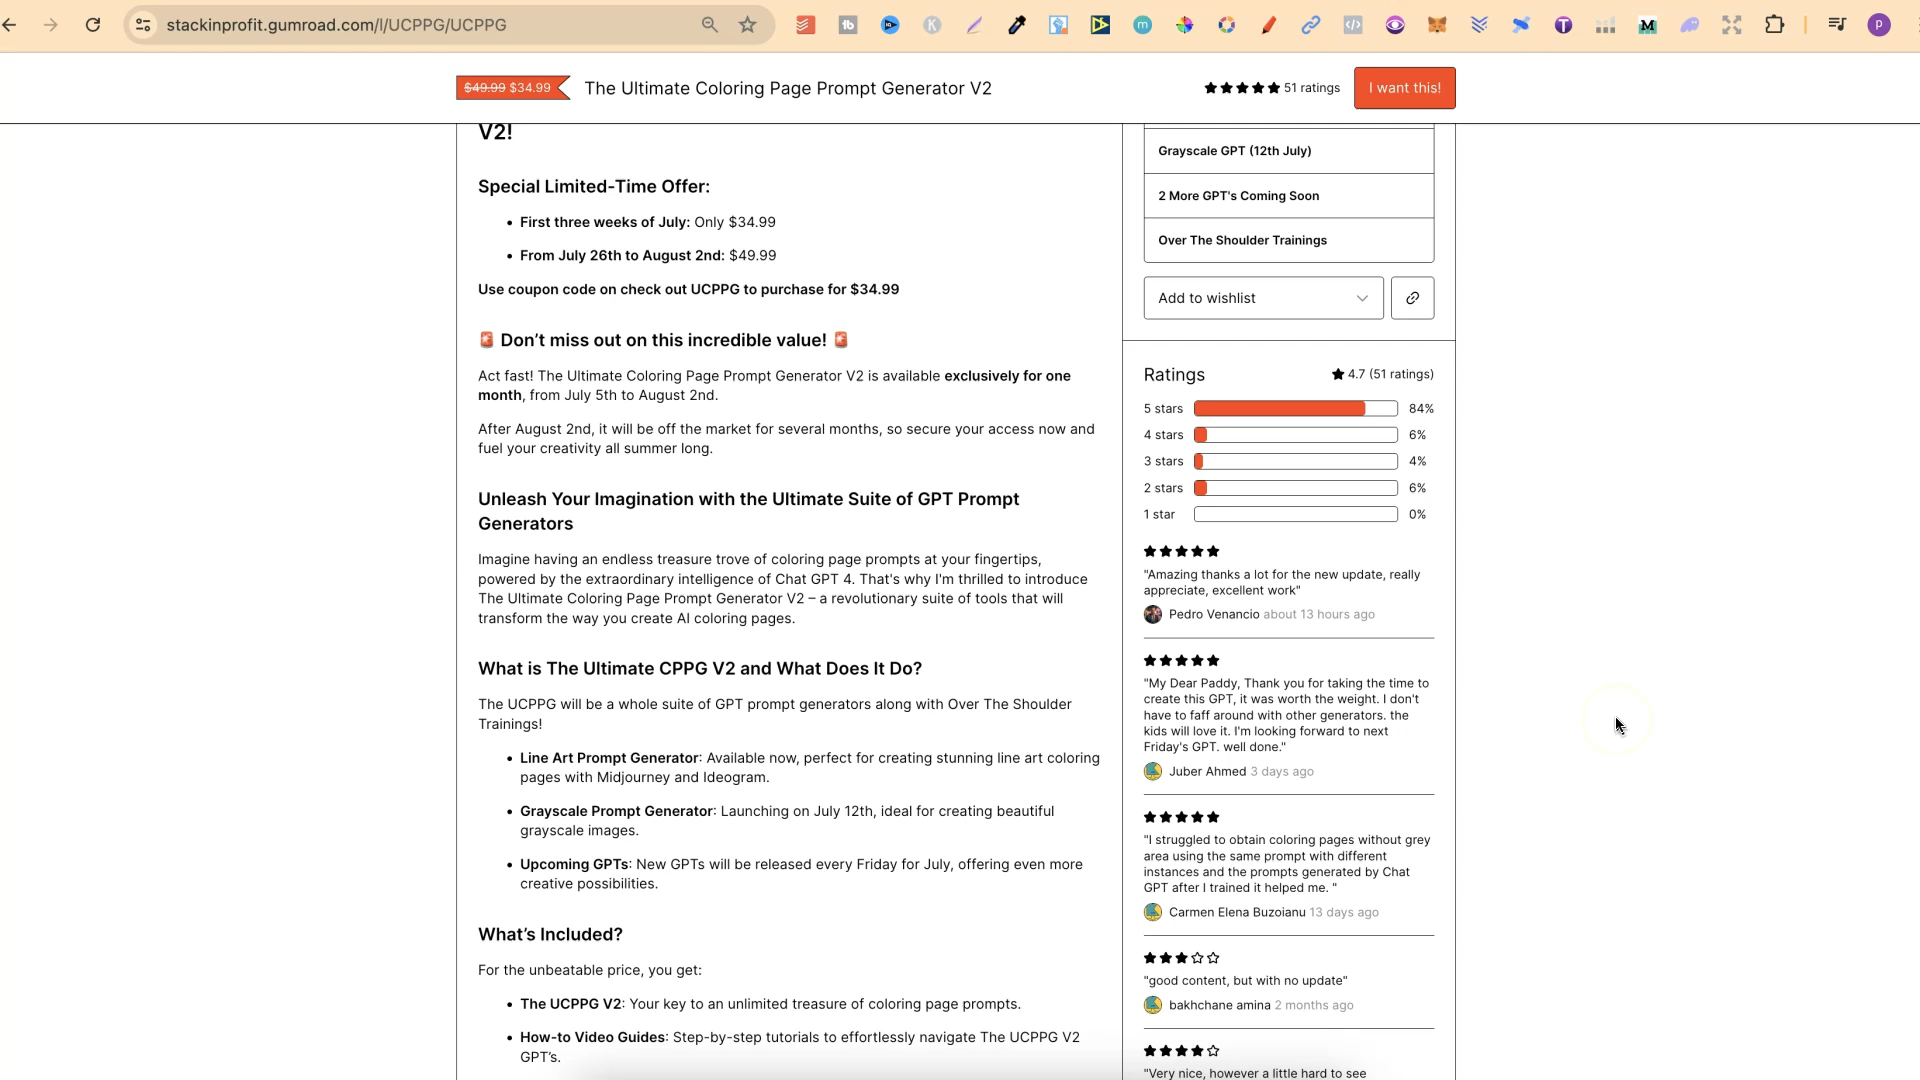 stackinprofit.gumroad.com/l/UCPPG/UCPPG
$49.99 $34.99
The Ultimate Coloring Page Prompt Generator V2
51 ratings
I want this!
V2!
Special Limited-Time Offer:
• First three weeks of July: Only $34.99
• From July 26th to August 2nd: $49.99
Use coupon code on check out UCPPG to purchase for $34.99
🚨 Don’t miss out on this incredible value! 🚨
Act fast! The Ultimate Coloring Page Prompt Generator V2 is available exclusively for one
month, from July 5th to August 2nd.
After August 2nd, it will be off the market for several months, so secure your access now and
fuel your creativity all summer long.
Unleash Your Imagination with the Ultimate Suite of GPT Prompt
Generators
Imagine having an endless treasure trove of coloring page prompts at your fingertips,
powered by the extraordinary intelligence of Chat GPT 4. That's why I'm thrilled to introduce
The Ultimate Coloring Page Prompt Generator V2 – a revolutionary suite of tools that will
transform the way you create AI coloring pages.
What is The Ultimate CPPG V2 and What Does It Do?
The UCPPG will be a whole suite of GPT prompt generators along with Over The Shoulder
Trainings!
• Line Art Prompt Generator: Available now, perfect for creating stunning line art coloring
pages with Midjourney and Ideogram.
• Grayscale Prompt Generator: Launching on July 12th, ideal for creating beautiful
grayscale images.
• Upcoming GPTs: New GPTs will be released every Friday for July, offering even more
creative possibilities.
What’s Included?
For the unbeatable price, you get:
• The UCPPG V2: Your key to an unlimited treasure of coloring page prompts.
• How-to Video Guides: Step-by-step tutorials to effortlessly navigate The UCPPG V2
GPT’s.
Grayscale GPT (12th July)
2 More GPT's Coming Soon
Over The Shoulder Trainings
Add to wishlist
Ratings
4.7 (51 ratings)
5 stars 84%
4 stars 6%
3 stars 4%
2 stars 6%
1 star 0%
"Amazing thanks a lot for the new update, really
appreciate, excellent work"
Pedro Venancio about 13 hours ago
"My Dear Paddy, Thank you for taking the time to
create this GPT, it was worth the weight. I don't
have to faff around with other generators. the
kids will love it. I'm looking forward to next
Friday's GPT. well done."
Juber Ahmed 3 days ago
"I struggled to obtain coloring pages without grey
area using the same prompt with different
instances and the prompts generated by Chat
GPT after I trained it helped me. "
Carmen Elena Buzoianu 13 days ago
"good content, but with no update"
bakhchane amina 2 months ago
"Very nice, however a little hard to see